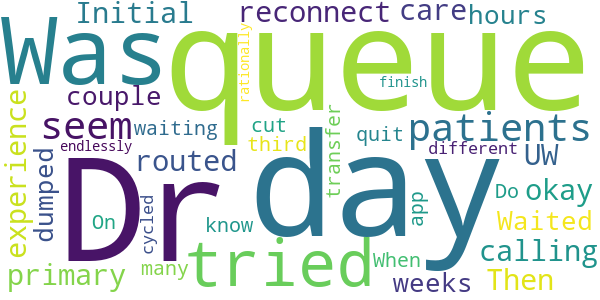 Initial
reconnect
care
hours
Was
queue
rationally
finish
couple
experience
seem
waiting
cut
third
transfer
quit
patients
different
UW
endlessly
dumped
routed
Dr
day
app
Do
okay
On
cycled
know
Waited
tried
When
calling
primary
many
weeks
Then